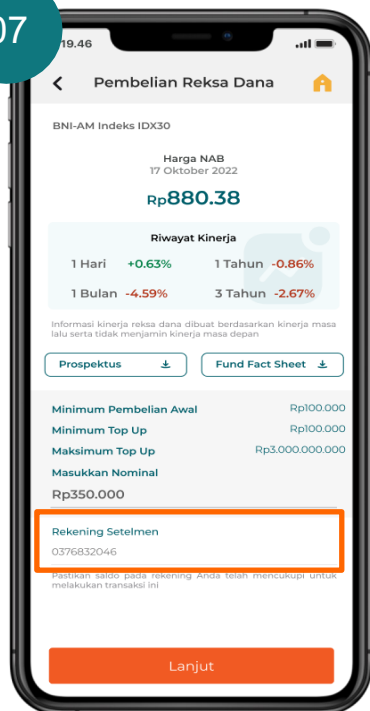 07
19.46
Pembelian Reksa Dana
BNI-AM Indeks IDX30
Harga NAB
17 Oktober 2022
Rp880.38
Riwayat Kinerja
1 Hari +0.63% 1 Tahun -0.86%
1 Bulan -4.59% 3 Tahun -2.67%
Informasi kinerja reksa dana dibuat berdasarkan kinerja masa
lalu serta tidak menjamin kinerja masa depan
Prospektus Fund Fact Sheet
Minimum Pembelian Awal Rp100.000
Minimum Top Up Rp100.000
Maksimum Top Up Rp3.000.000.000
Masukkan Nominal
Rp350.000
Rekening Setelmen
0376832046
Pastikan saldo pada rekening Anda telah mencukupi untuk
melakukan transaksi ini
Lanjut